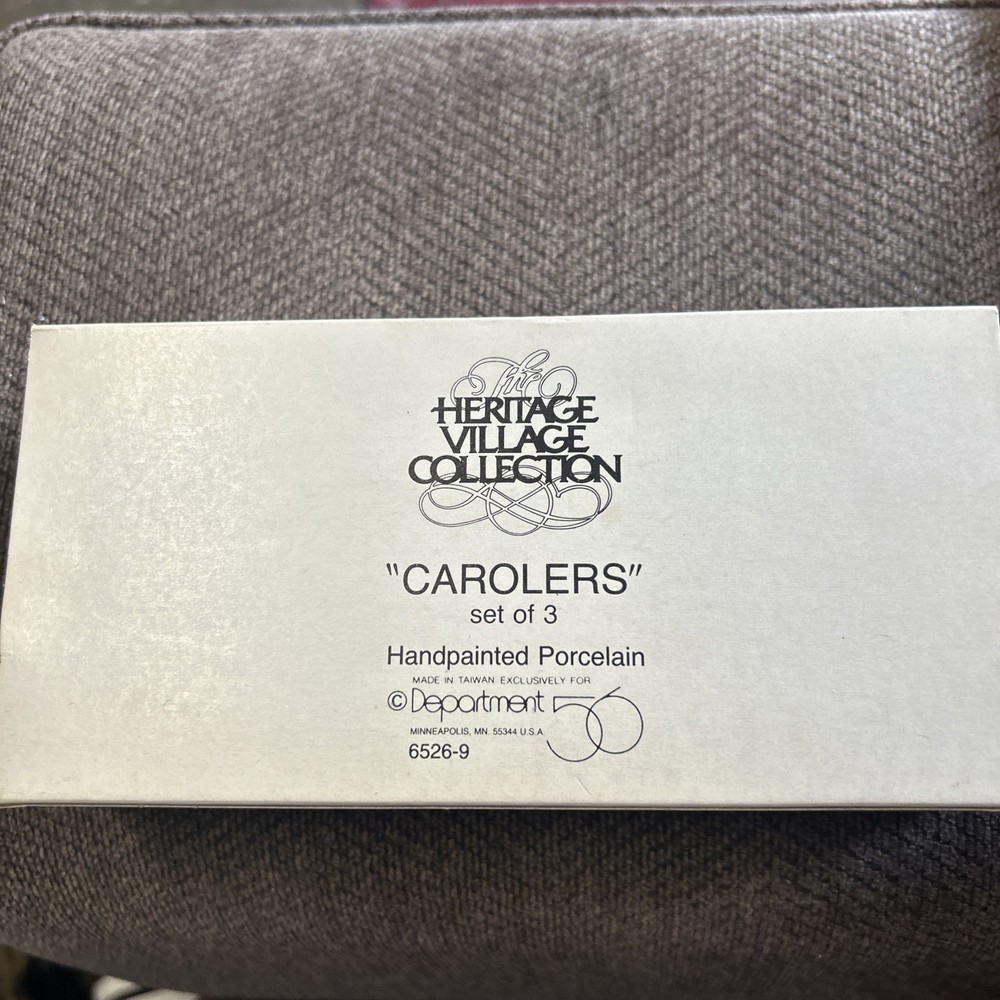 The
HERITAGE
VILLAGE
COLLECTION
"CAROLERS"
set of 3
Handpainted Porcelain
MADE IN TAIWAN EXCLUSIVELY FOR
© Department 56
MINNEAPOLIS, MN. 55344 U.S.A.
6526-9